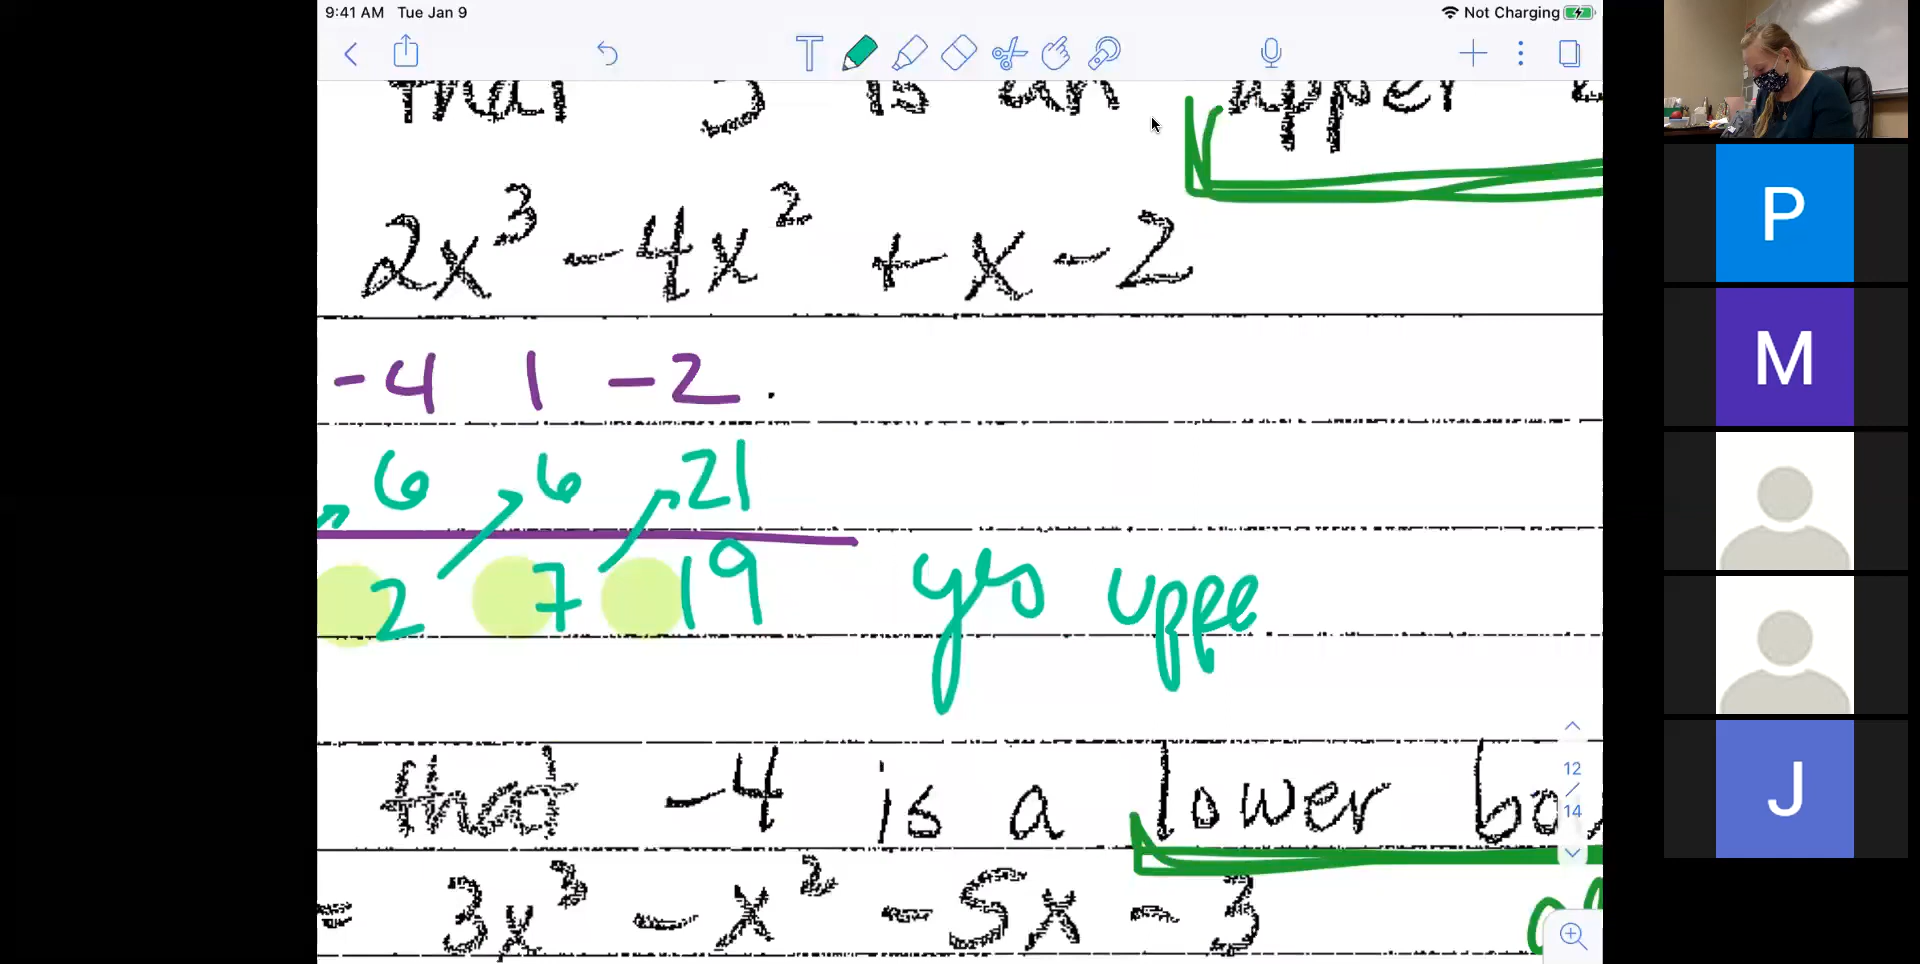 9:41 AM Tue Jan 9
Not Charging
T
that 3 is an upper
2x³ - 4x² + x - 2
-4 1 -2 .
6 6 21
2 7 19 yes uppe
that -4 is a lower bo
= 3x³ - x² - 5x - 3
12
/
14
P
M
J